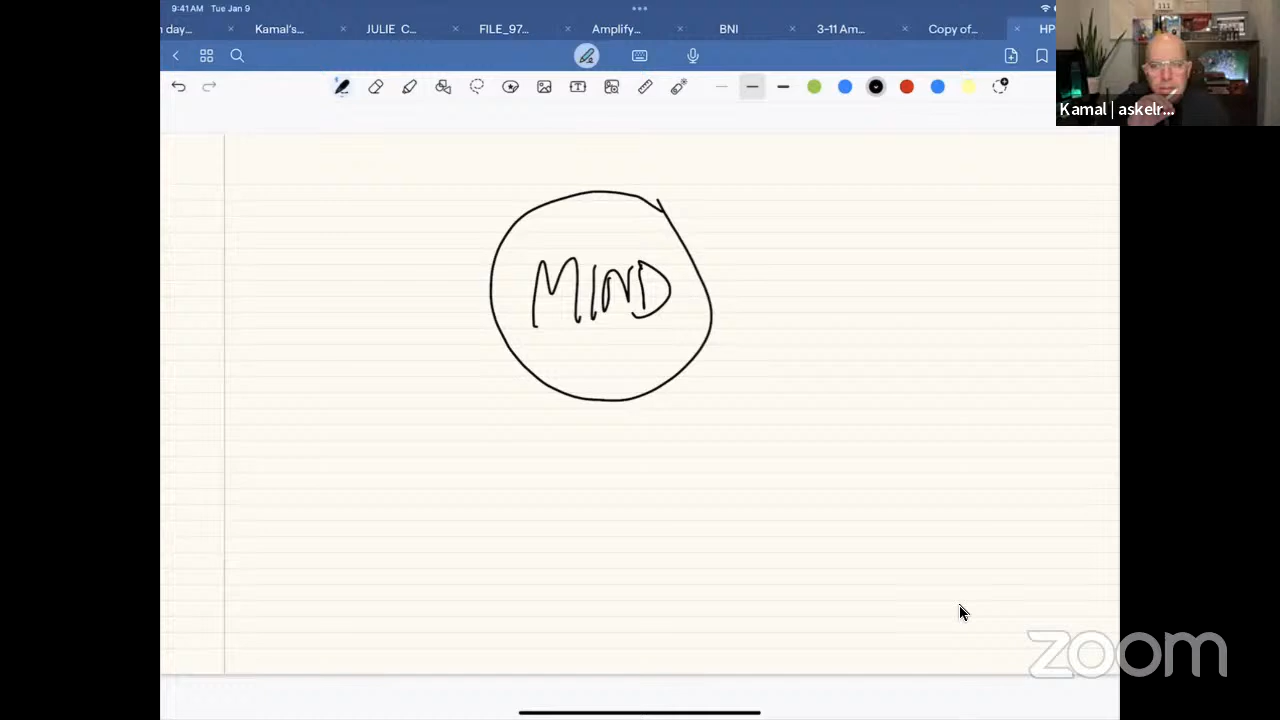 9:41 AM Tue Jan 9
n day... Kamal's... JULIE C... FILE_97... Amplify... BNI 3-11 Am... Copy of... HP
111
Kamal | askelr...
MIND
zoom